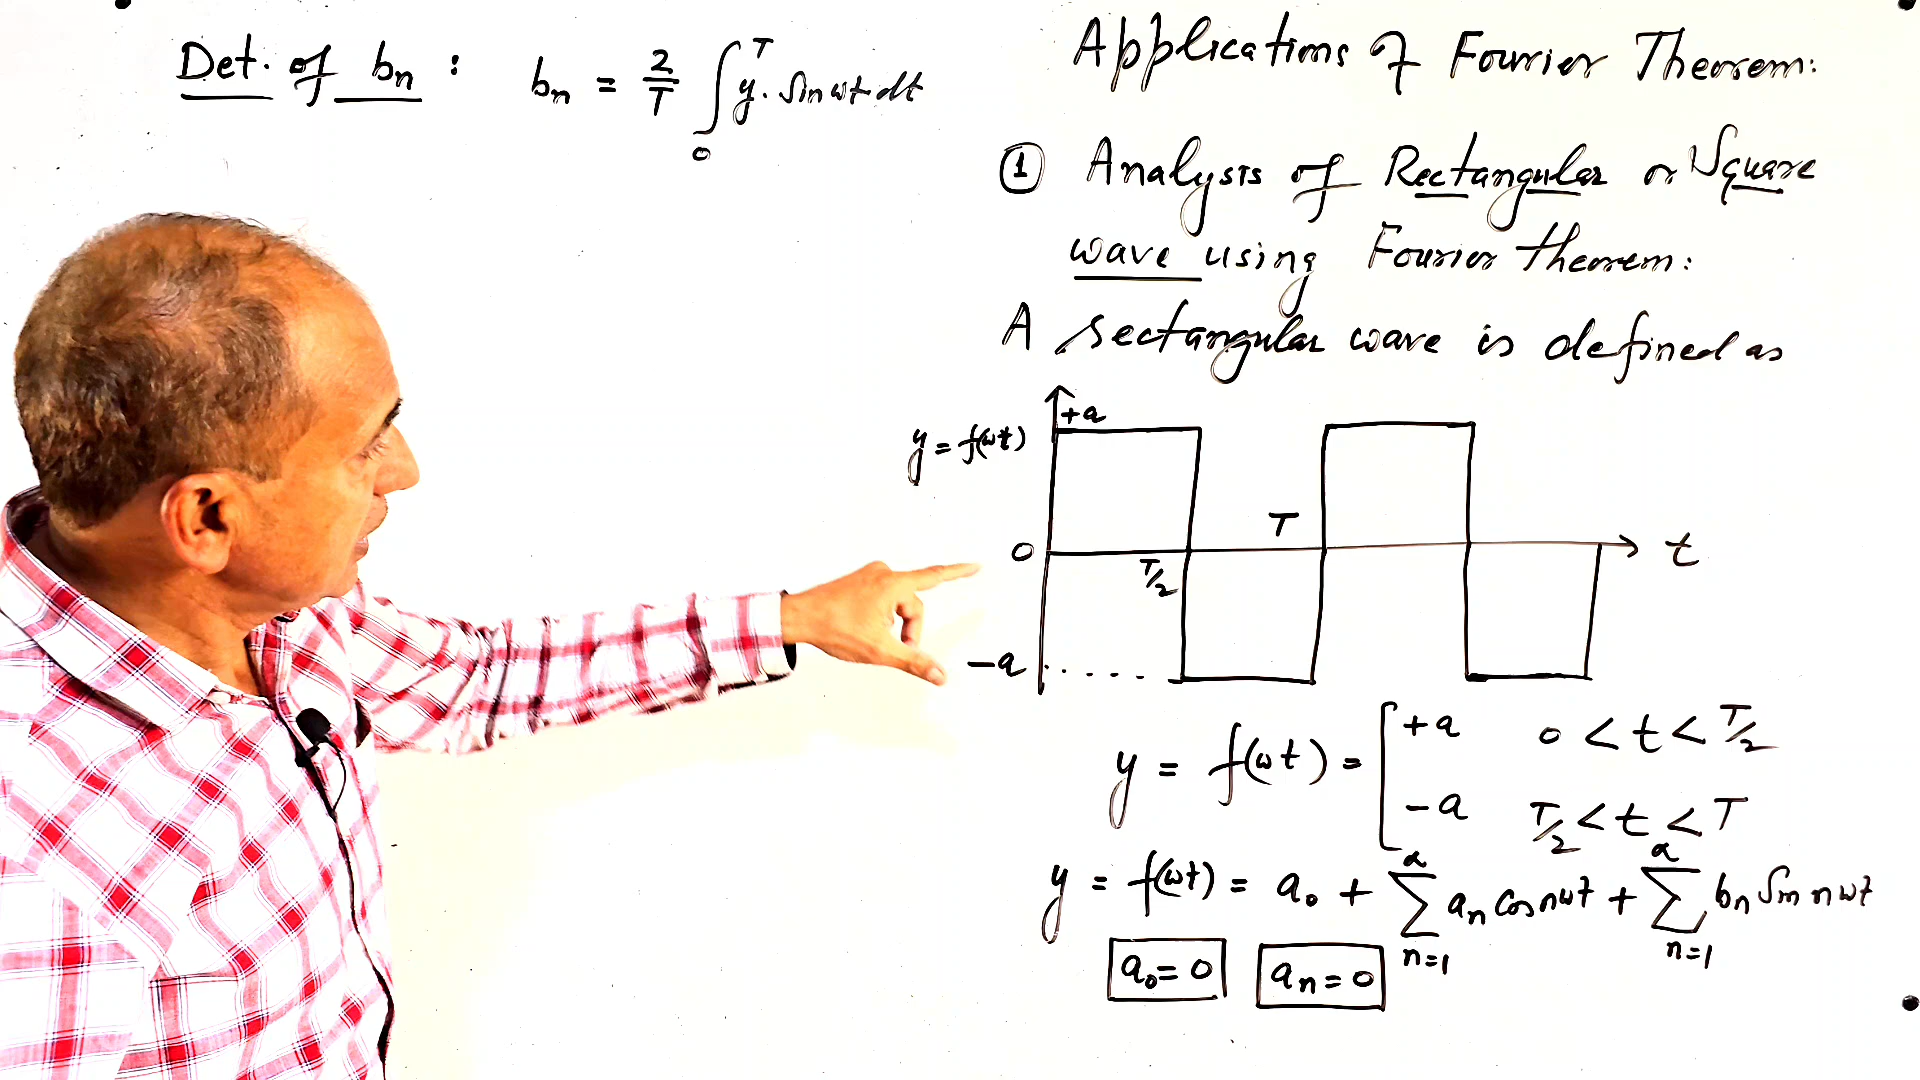 Det. of bn : bn = 2/T ∫₀ᵀ y. Sin ωt dt
Applications of Fourier Theorem:
① Analysis of Rectangular or Square
wave using Fourier theorem:
A rectangular wave is defined as
+a
y = f(ωt)
T
0
t
T/2
-a
y = f(ωt) = [ +a 0 < t < T/2
-a T/2 < t < T
y = f(ωt) = a₀ + ∑ₙ₌₁^α aₙ Cos nωt + ∑ₙ₌₁^α bₙ Sin nωt
a₀ = 0 aₙ = 0